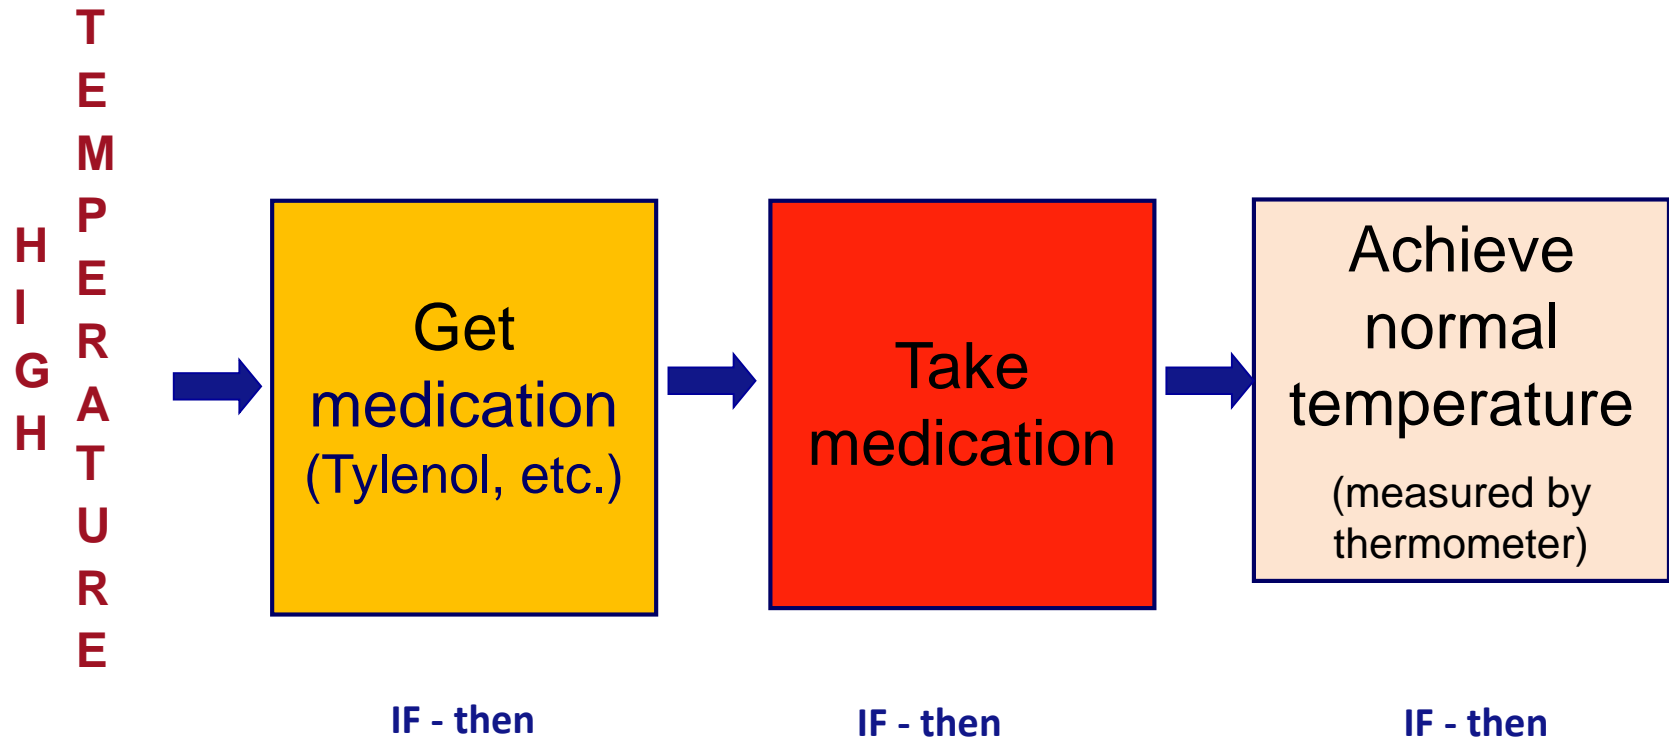 HIGH
TEMPERATURE
Get
medication
(Tylenol, etc.)
Take
medication
Achieve
normal
temperature
(measured by
thermometer)
IF - then
IF - then
IF - then